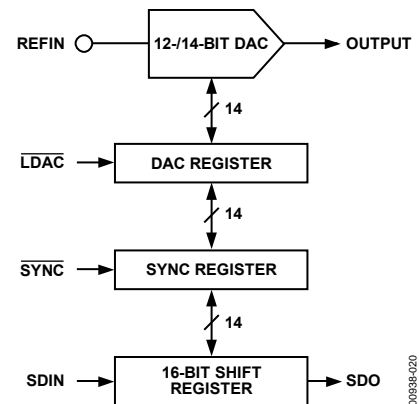 REFIN 12-/14-BIT DAC OUTPUT
14
LDAC DAC REGISTER
14
SYNC SYNC REGISTER
14
SDIN 16-BIT SHIFT REGISTER SDO
00938-020